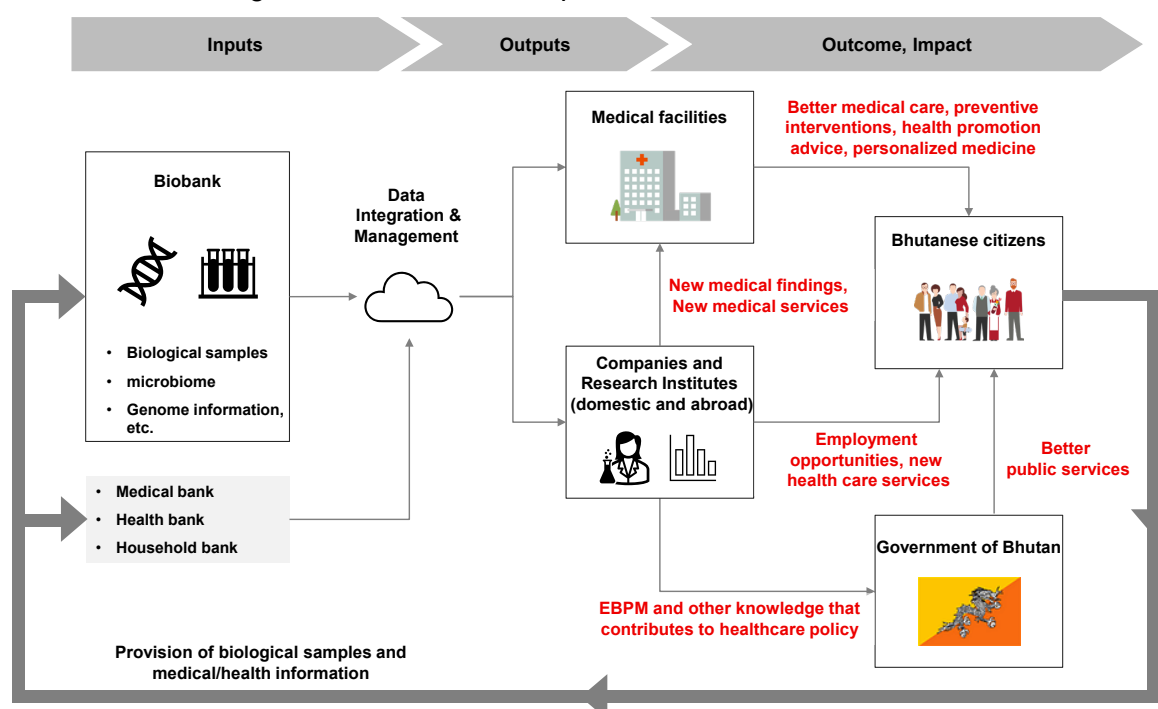 Inputs
Outputs
Outcome, Impact
Biobank
• Biological samples
• microbiome
• Genome information,
etc.
• Medical bank
• Health bank
• Household bank
Data
Integration &
Management
Medical facilities
Better medical care, preventive
interventions, health promotion
advice, personalized medicine
New medical findings,
New medical services
Companies and
Research Institutes
(domestic and abroad)
Bhutanese citizens
Employment
opportunities, new
health care services
Better
public services
Government of Bhutan
EBPM and other knowledge that
contributes to healthcare policy
Provision of biological samples and
medical/health information